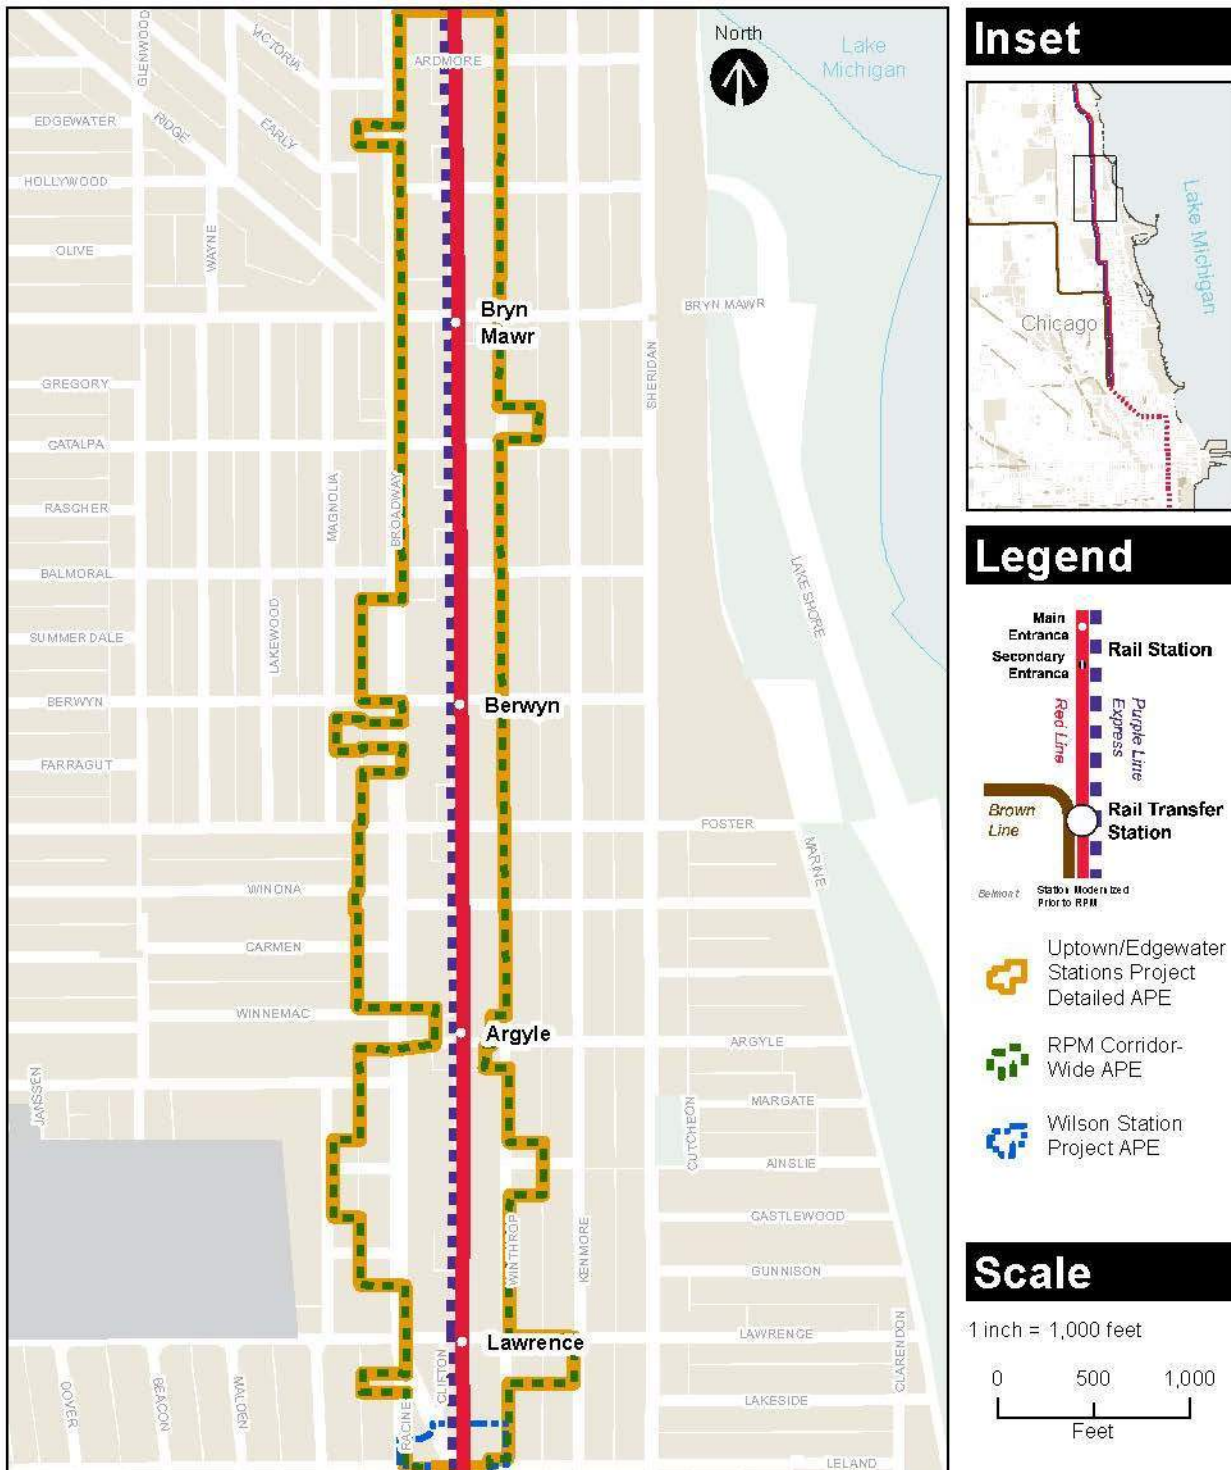 North
Lake
Michigan
GLENWOOD
VICTORIA
ARDMORE
EDGEWATER
RIDGE
EARLY
HOLLYWOOD
WAYNE
OLIVE
Bryn
Mawr
BRYN MAWR
SHERIDAN
GREGORY
CATALPA
MAGNOLIA
BROADWAY
RASCHER
BALMORAL
LAKE SHORE
SUMMERDALE
LAKEWOOD
BERWYN
Berwyn
FARRAGUT
FOSTER
MARINE
WINONA
CARMEN
WINNEMAC
Argyle
ARGYLE
JANSSEN
CUTCHEON
MARGATE
AINSLIE
WINTHROP
KENMORE
CASTLEWOOD
GUNNISON
Lawrence
LAWRENCE
CLARENDON
DOVER
BEACON
MALDEN
RACINE
CLIFTON
LAKESIDE
LELAND
Inset
Lake Michigan
Chicago
Legend
Main
Entrance
Secondary
Entrance
Rail Station
Red Line
Purple Line
Express
Brown
Line
Rail Transfer
Station
Belmont
Station Modernized
Prior to RPM
Uptown/Edgewater
Stations Project
Detailed APE
RPM Corridor-
Wide APE
Wilson Station
Project APE
Scale
1 inch = 1,000 feet
0 500 1,000
Feet